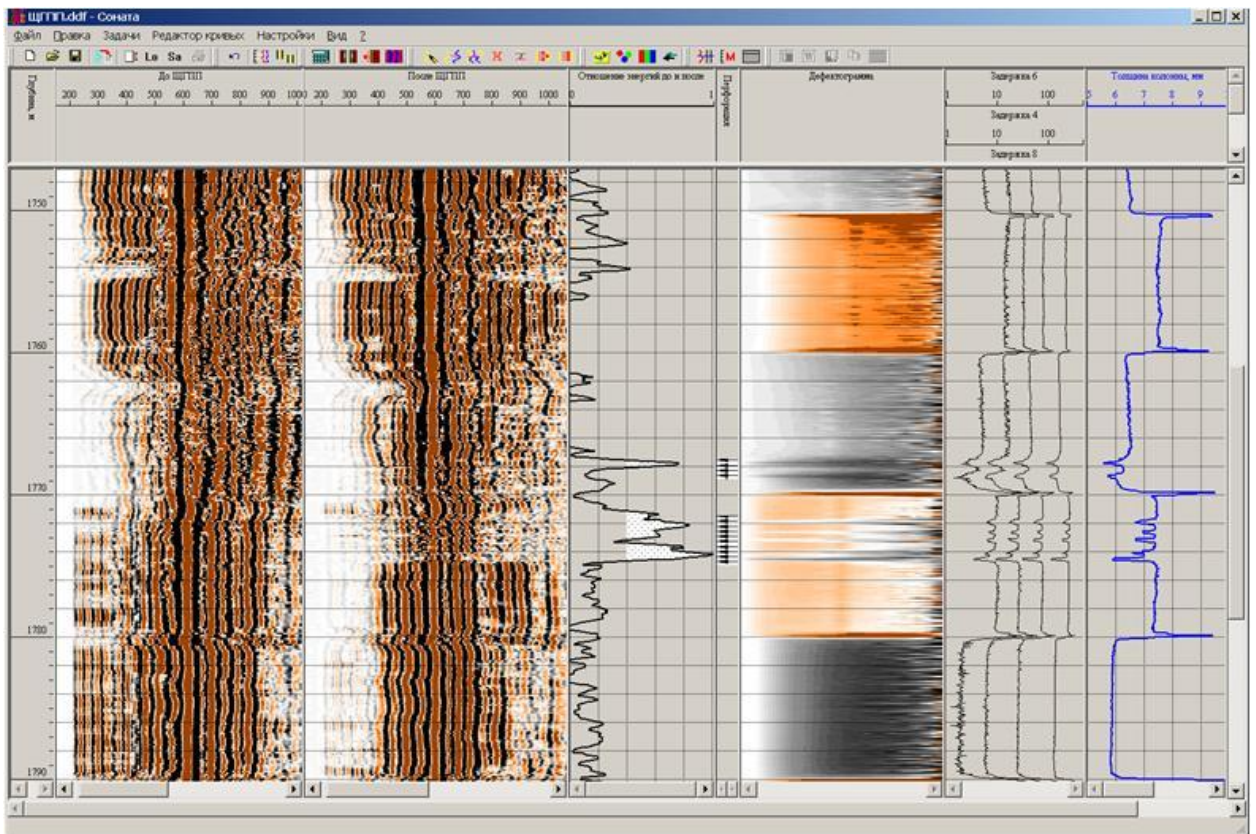 ЩГПП.ddf - Соната
Файл Правка Задачи Редактор кривых Настройки Вид ?
Lo Sa
М
Глубина, м
До ЩГПП
200 300 400 500 600 700 800 900 1000
После ЩГПП
200 300 400 500 600 700 800 900 1000
Отношение энергий до и после
0 1
Перфорация
Дефектограмма
Задержка 6
1 10 100
Задержка 4
1 10 100
Задержка 8
Толщина колонны, мм
5 6 7 8 9
1750
1760
1770
1780
1790